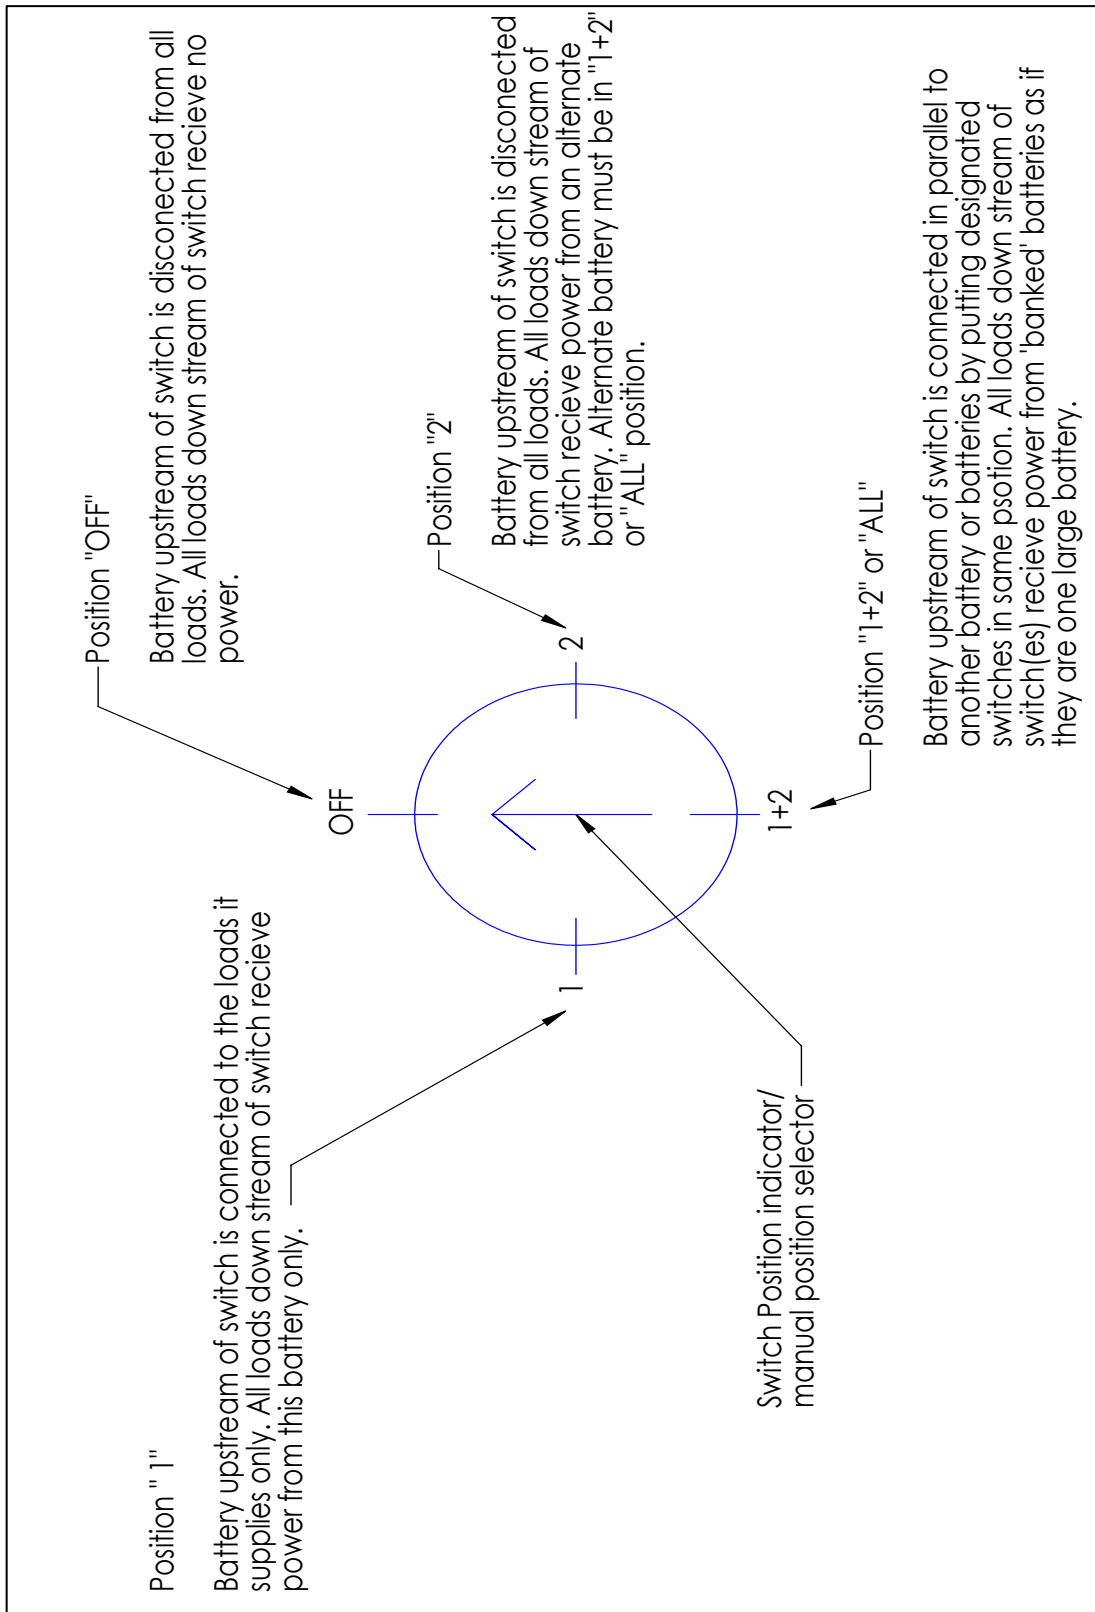 Position "OFF"
Battery upstream of switch is disconected from all
loads. All loads down stream of switch recieve no
power.
Position " 1"
Battery upstream of switch is connected to the loads it
supplies only. All loads down stream of switch recieve
power from this battery only.
OFF
1
2
1+2
Position "2"
Battery upstream of switch is disconected
from all loads. All loads down stream of
switch recieve power from an alternate
battery. Alternate battery must be in "1+2"
or "ALL" position.
Switch Position indicator/
manual position selector
Position "1+2" or "ALL"
Battery upstream of switch is connected in parallel to
another battery or batteries by putting designated
switches in same psotion. All loads down stream of
switch(es) recieve power from 'banked' batteries as if
they are one large battery.